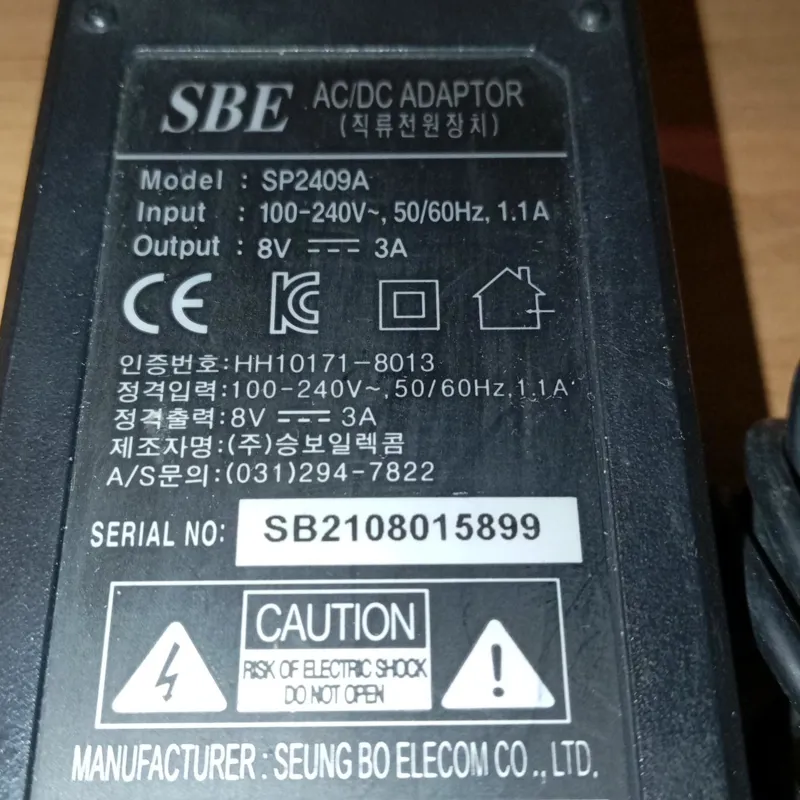 SBE AC/DC ADAPTOR
(직류전원장치)
Model : SP2409A
Input : 100-240V~, 50/60Hz, 1.1A
Output : 8V ⎓ 3A
CE KC
인증번호:HH10171-8013
정격입력:100-240V~,50/60Hz,1.1A
정격출력:8V ⎓ 3A
제조자명:(주)승보일렉콤
A/S문의:(031)294-7822
SERIAL NO: SB2108015899
CAUTION
RISK OF ELECTRIC SHOCK
DO NOT OPEN
MANUFACTURER : SEUNG BO ELECOM CO., LTD.